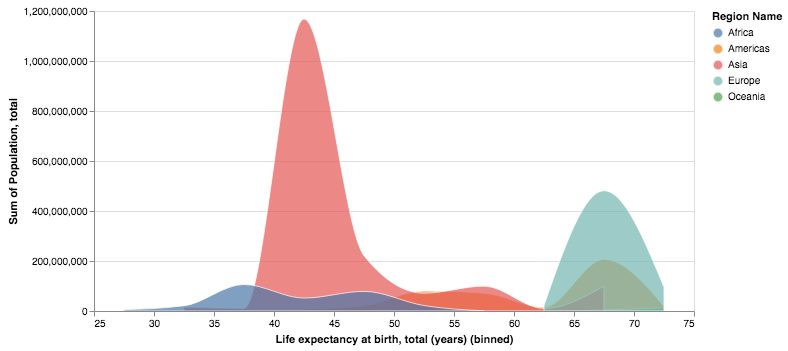 1,200,000,000
1,000,000,000
800,000,000
600,000,000
400,000,000
200,000,000
0
Sum of Population, total
25 30 35 40 45 50 55 60 65 70 75
Life expectancy at birth, total (years) (binned)
Region Name
Africa
Americas
Asia
Europe
Oceania